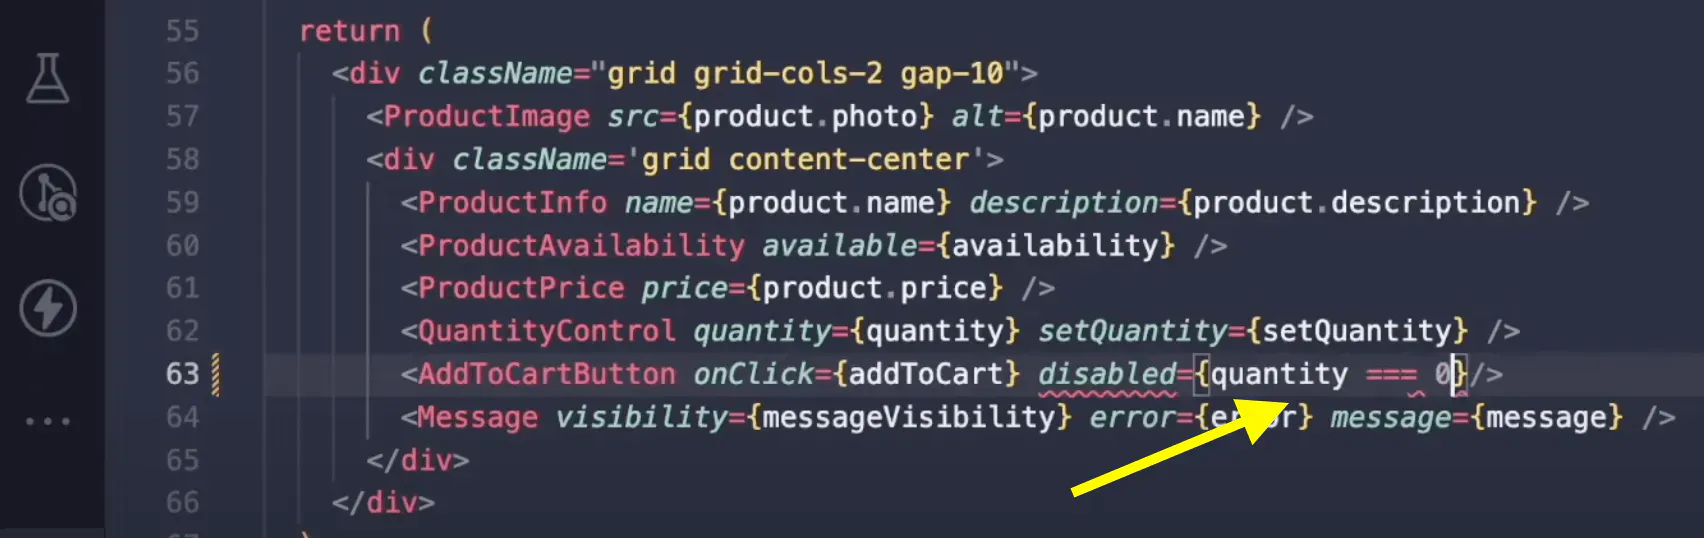 55 return (
56 <div className="grid grid-cols-2 gap-10">
57 <ProductImage src={product.photo} alt={product.name} />
58 <div className='grid content-center'>
59 <ProductInfo name={product.name} description={product.description} />
60 <ProductAvailability available={availability} />
61 <ProductPrice price={product.price} />
62 <QuantityControl quantity={quantity} setQuantity={setQuantity} />
63 <AddToCartButton onClick={addToCart} disabled={quantity === 0}/>
64 <Message visibility={messageVisibility} error={error} message={message} />
65 </div>
66 </div>